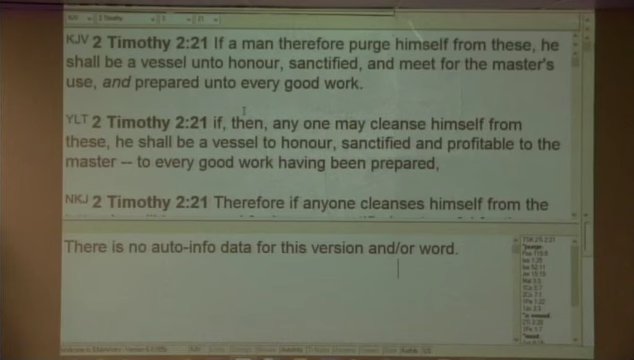 KJV 2 Timothy 2:21 If a man therefore purge himself from these, he
shall be a vessel unto honour, sanctified, and meet for the master's
use, and prepared unto every good work.
YLT 2 Timothy 2:21 if, then, any one may cleanse himself from
these, he shall be a vessel to honour, sanctified and profitable to the
master -- to every good work having been prepared,
NKJ 2 Timothy 2:21 Therefore if anyone cleanses himself from the
There is no auto-info data for this version and/or word.